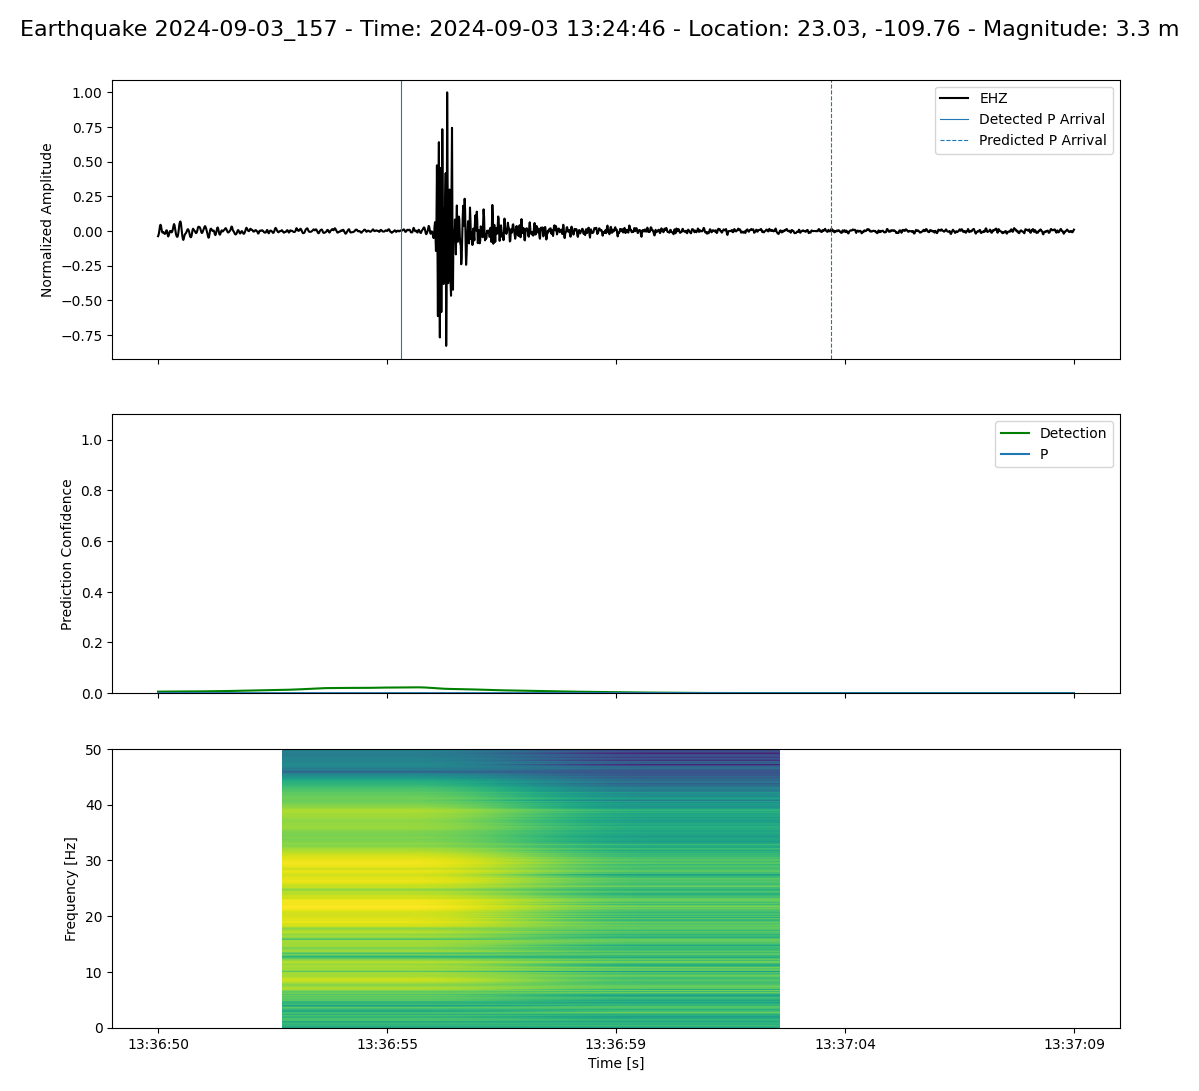 Earthquake 2024-09-03_157 - Time: 2024-09-03 13:24:46 - Location: 23.03, -109.76 - Magnitude: 3.3 m
Normalized Amplitude
1.00
0.75
0.50
0.25
0.00
−0.25
−0.50
−0.75
EHZ
Detected P Arrival
Predicted P Arrival
Prediction Confidence
1.0
0.8
0.6
0.4
0.2
0.0
Detection
P
Frequency [Hz]
50
40
30
20
10
0
13:36:50 13:36:55 13:36:59 13:37:04 13:37:09
Time [s]